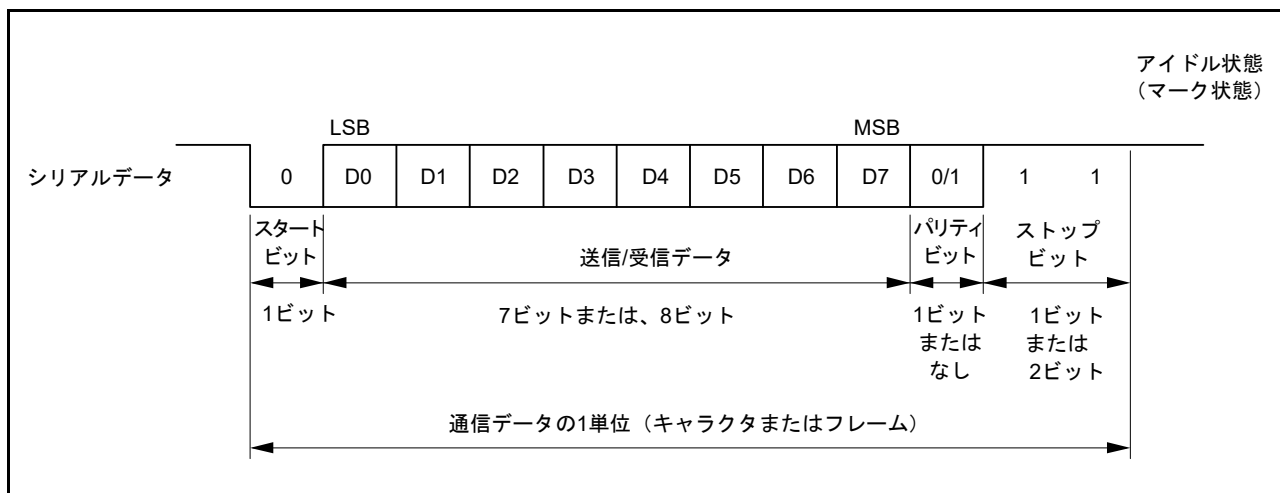 アイドル状態
（マーク状態）
LSB
MSB
シリアルデータ
0
D0
D1
D2
D3
D4
D5
D6
D7
0/1
1
1
スタート
ビット
送信/受信データ
パリティ
ビット
ストップ
ビット
1ビット
7ビットまたは、8ビット
1ビット
または
なし
1ビット
または
2ビット
通信データの1単位（キャラクタまたはフレーム）